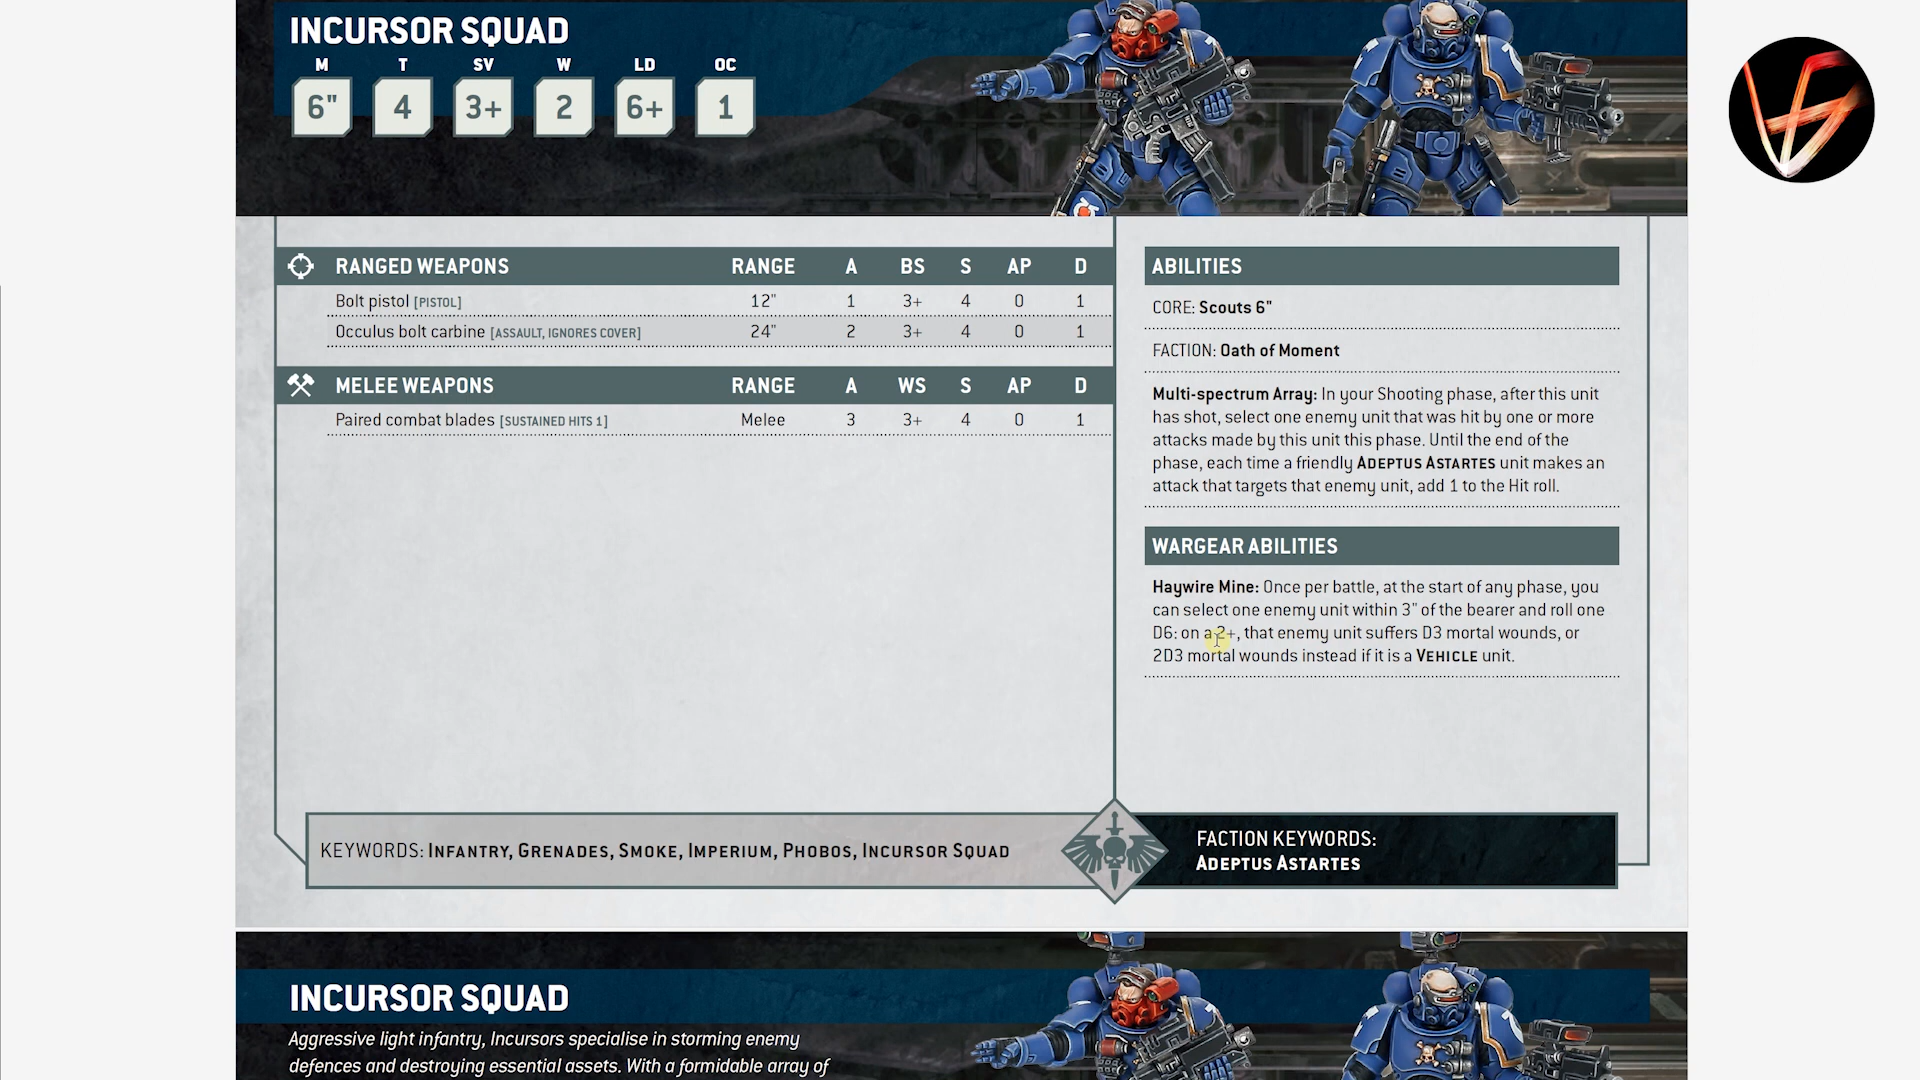 INCURSOR SQUAD
M T SV W LD OC
6" 4 3+ 2 6+ 1
RANGED WEAPONS RANGE A BS S AP D
Bolt pistol [PISTOL] 12" 1 3+ 4 0 1
Occulus bolt carbine [ASSAULT, IGNORES COVER] 24" 2 3+ 4 0 1
MELEE WEAPONS RANGE A WS S AP D
Paired combat blades [SUSTAINED HITS 1] Melee 3 3+ 4 0 1
ABILITIES
CORE: Scouts 6"
FACTION: Oath of Moment
Multi-spectrum Array: In your Shooting phase, after this unit
has shot, select one enemy unit that was hit by one or more
attacks made by this unit this phase. Until the end of the
phase, each time a friendly ADEPTUS ASTARTES unit makes an
attack that targets that enemy unit, add 1 to the Hit roll.
WARGEAR ABILITIES
Haywire Mine: Once per battle, at the start of any phase, you
can select one enemy unit within 3" of the bearer and roll one
D6: on a 2+, that enemy unit suffers D3 mortal wounds, or
2D3 mortal wounds instead if it is a VEHICLE unit.
KEYWORDS: INFANTRY, GRENADES, SMOKE, IMPERIUM, PHOBOS, INCURSOR SQUAD
FACTION KEYWORDS:
ADEPTUS ASTARTES
INCURSOR SQUAD
Aggressive light infantry, Incursors specialise in storming enemy
defences and destroying essential assets. With a formidable array of